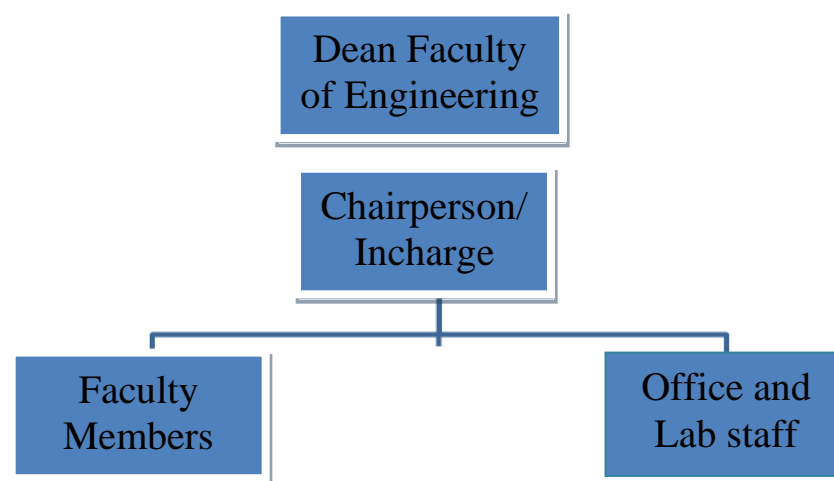 Dean Faculty
of Engineering
Chairperson/
Incharge
Faculty
Members
Office and
Lab staff